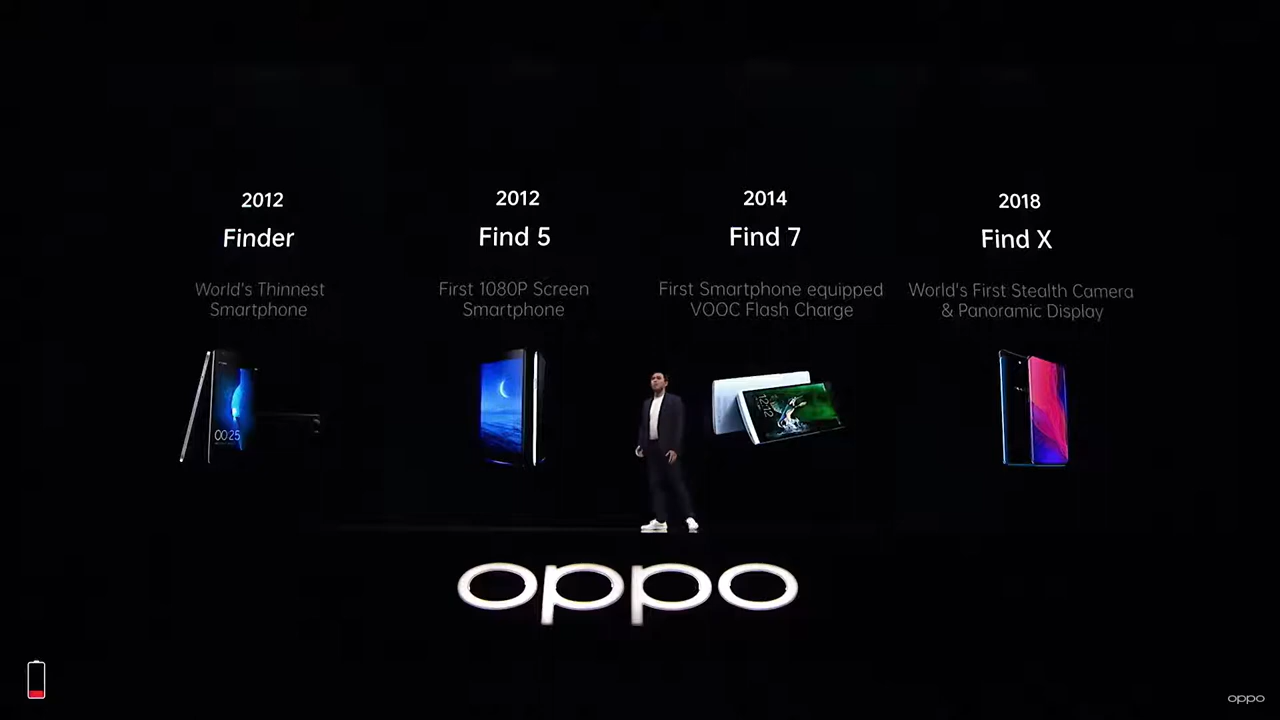 2012
Finder
World's Thinnest
Smartphone
2012
Find 5
First 1080P Screen
Smartphone
2014
Find 7
First Smartphone equipped
VOOC Flash Charge
2018
Find X
World's First Stealth Camera
& Panoramic Display
00:25
12:12
oppo
oppo